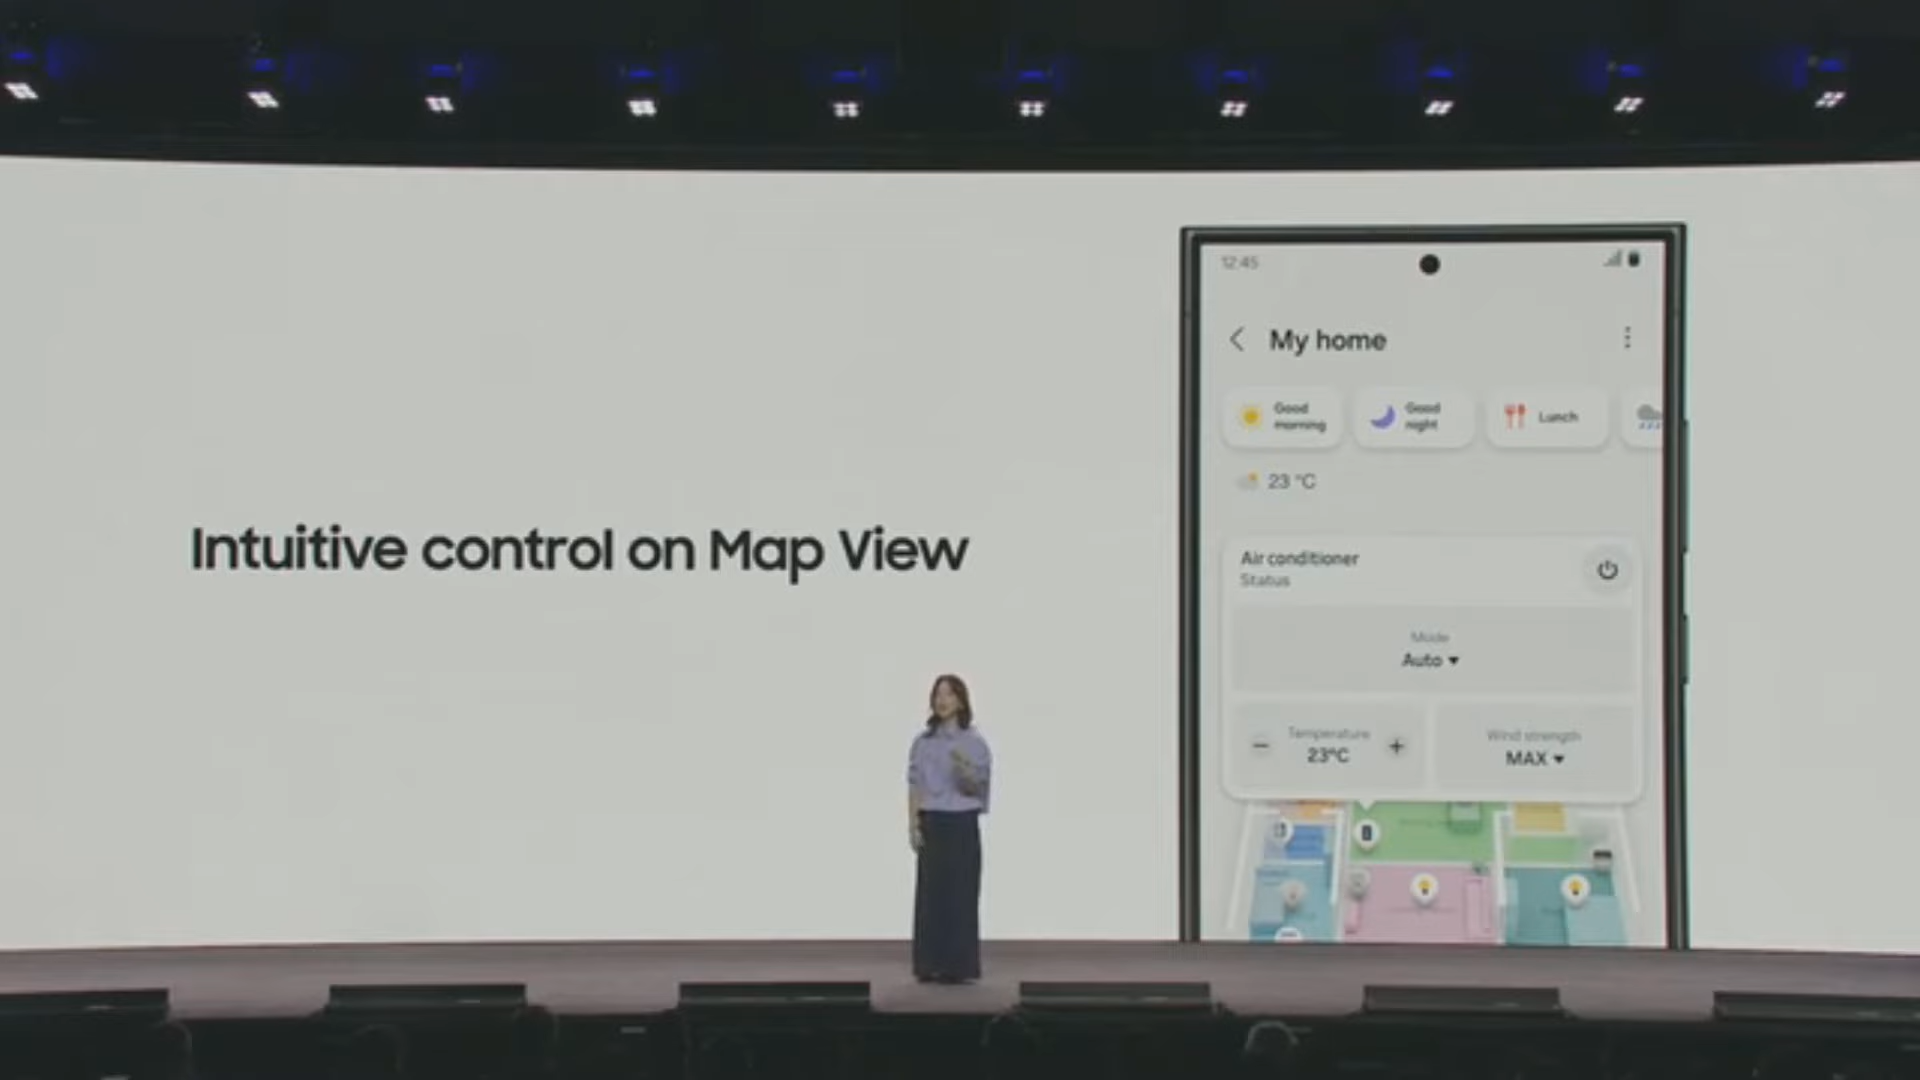 Intuitive control on Map View
12:45
My home
Good
morning
Good
night
Lunch
23 °C
Air conditioner
Status
Mode
Auto
Temperature
23°C
Wind strength
MAX